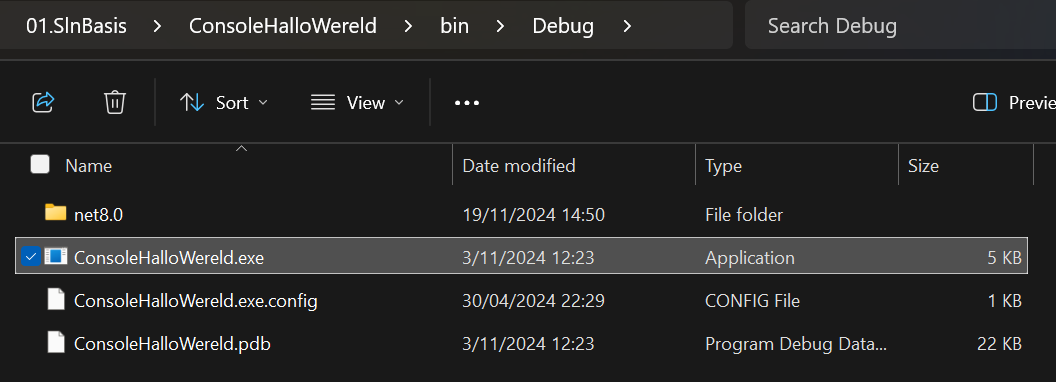 01.SlnBasis > ConsoleHalloWereld > bin > Debug > Search Debug
Sort View ••• Previe
Name Date modified Type Size
net8.0 19/11/2024 14:50 File folder
ConsoleHalloWereld.exe 3/11/2024 12:23 Application 5 KB
ConsoleHalloWereld.exe.config 30/04/2024 22:29 CONFIG File 1 KB
ConsoleHalloWereld.pdb 3/11/2024 12:23 Program Debug Data... 22 KB